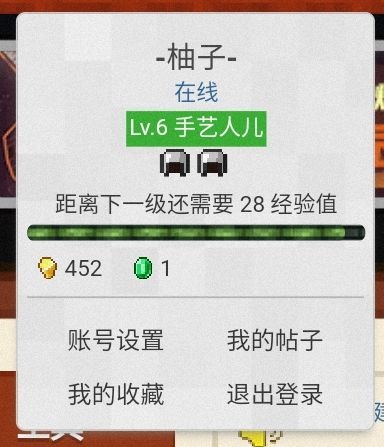 -柚子-
在线
Lv.6 手艺人儿
距离下一级还需要 28 经验值
452 1
账号设置 我的帖子
我的收藏 退出登录